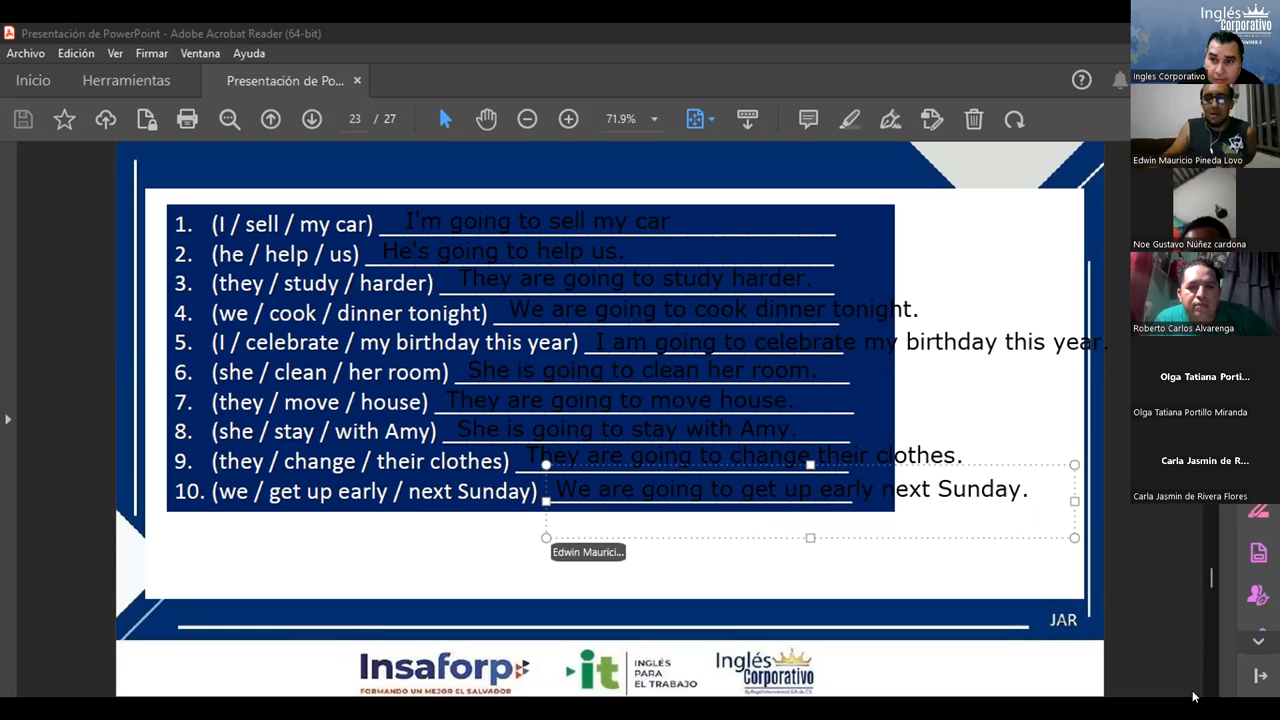 Presentación de PowerPoint - Adobe Acrobat Reader (64-bit)
Archivo Edición Ver Firmar Ventana Ayuda
Inicio Herramientas Presentación de Po... ×
23 / 27 71.9%
1. (I / sell / my car) I'm going to sell my car
2. (he / help / us) He's going to help us.
3. (they / study / harder) They are going to study harder.
4. (we / cook / dinner tonight) We are going to cook dinner tonight.
5. (I / celebrate / my birthday this year) I am going to celebrate my birthday this year.
6. (she / clean / her room) She is going to clean her room.
7. (they / move / house) They are going to move house.
8. (she / stay / with Amy) She is going to stay with Amy.
9. (they / change / their clothes) They are going to change their clothes.
10. (we / get up early / next Sunday) We are going to get up early next Sunday.
Edwin Maurici...
JAR
Insaforp
FORMANDO UN MEJOR EL SALVADOR
it
INGLÉS
PARA
EL TRABAJO
Inglés
Corporativo
Inglés
Corporativo
Ingles Corporativo
Edwin Mauricio Pineda Lovo
Noe Gustavo Núñez cardona
Roberto Carlos Alvarenga
Olga Tatiana Porti...
Olga Tatiana Portillo Miranda
Carla Jasmin de R...
Carla Jasmin de Rivera Flores